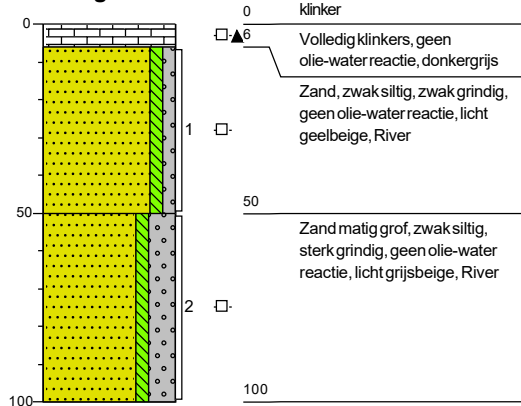 0
klinker
0
6
Volledig klinkers, geen
olie-water reactie, donkergrijs
Zand, zwak siltig, zwak grindig,
geen olie-water reactie, licht
geelbeige, River
1
50
50
Zand matig grof, zwak siltig,
sterk grindig, geen olie-water
reactie, licht grijsbeige, River
2
100
100